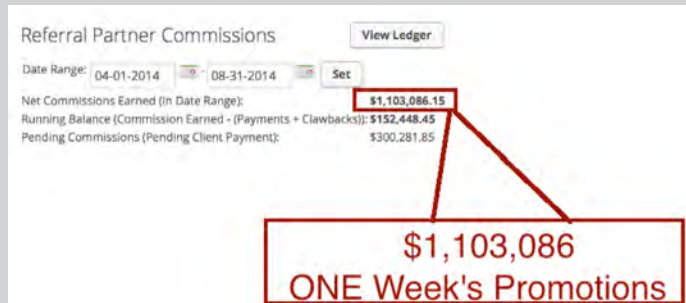 Referral Partner Commissions View Ledger
Date Range: 04-01-2014 - 08-31-2014 Set
Net Commissions Earned (In Date Range): $1,103,086.15
Running Balance (Commission Earned - (Payments + Clawbacks)): $152,448.45
Pending Commissions (Pending Client Payment): $300,281.85
$1,103,086
ONE Week's Promotions